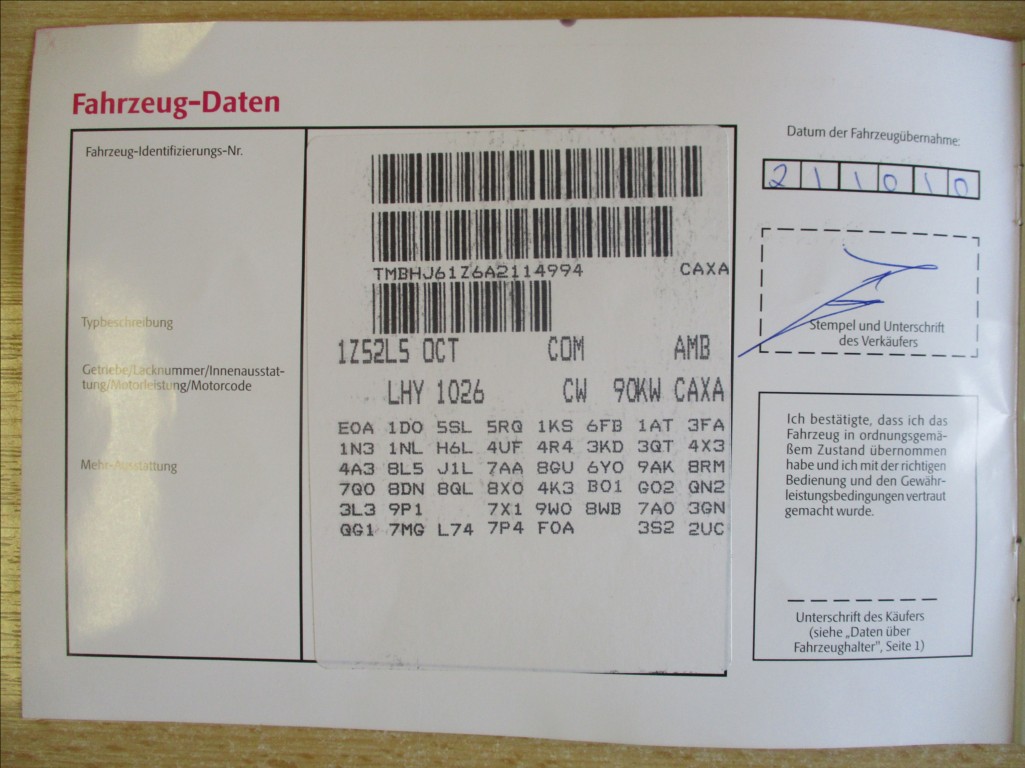 Fahrzeug-Daten
Fahrzeug-Identifizierungs-Nr.
TMBHJ61Z6A2114994 CAXA
Typbeschreibung
1Z52L5 OCT COM AMB
Getriebe/Lacknummer/Innenausstat-
tung/Motorleistung/Motorcode
LHY 1026 CW 90KW CAXA
Mehr-Ausstattung
E0A 1D0 5SL 5RQ 1KS 6FB 1AT 3FA
1N3 1NL H6L 4UF 4R4 3KD 3QT 4X3
4A3 8L5 J1L 7AA 8GU 6Y0 9AK 8RM
7Q0 8DN 8QL 8X0 4K3 B01 G02 QN2
3L3 9P1 7X1 9W0 8WB 7A0 3GN
QG1 7MG L74 7P4 F0A 3S2 2UC
Datum der Fahrzeugübernahme:
2 1 1 0 1 0
Stempel und Unterschrift
des Verkäufers
Ich bestätigte, dass ich das
Fahrzeug in ordnungsgemä-
ßem Zustand übernommen
habe und ich mit der richtigen
Bedienung und den Gewähr-
leistungsbedingungen vertraut
gemacht wurde.
Unterschrift des Käufers
(siehe „Daten über
Fahrzeughalter", Seite 1)